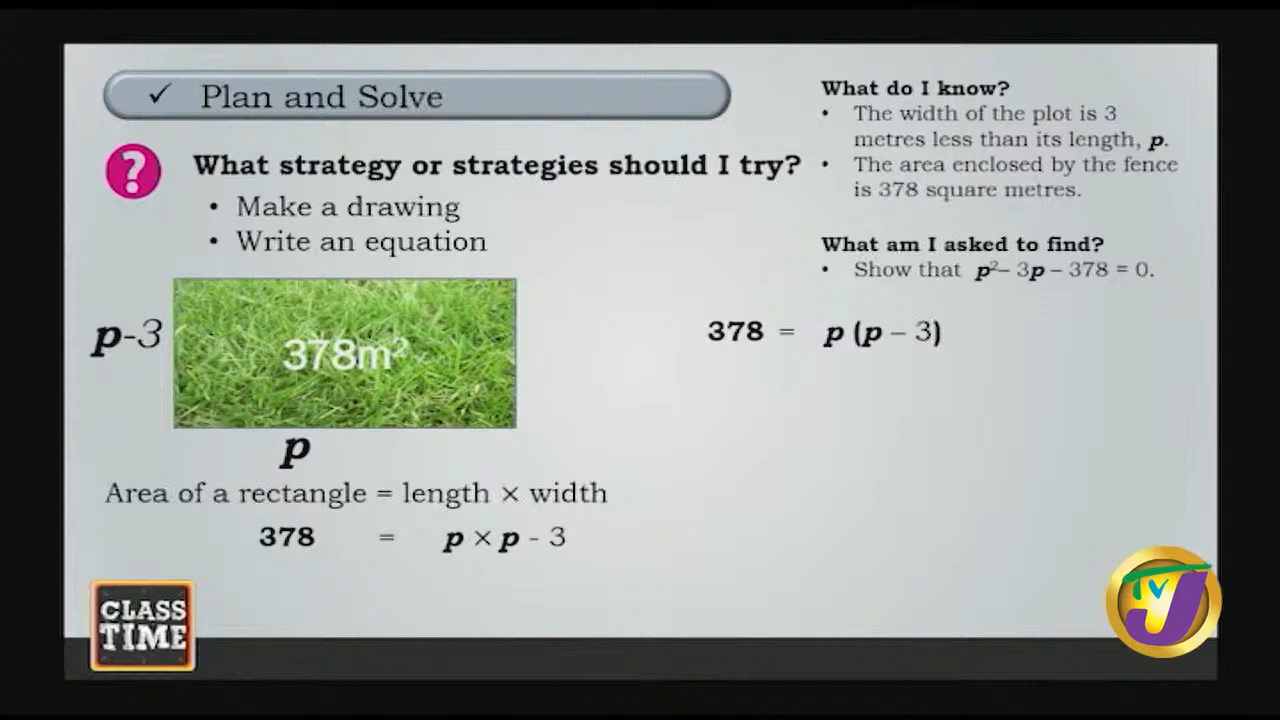 ✓ Plan and Solve
? What strategy or strategies should I try?
• Make a drawing
• Write an equation
p-3
378m²
p
Area of a rectangle = length × width
378 = p × p - 3
What do I know?
• The width of the plot is 3
metres less than its length, p.
• The area enclosed by the fence
is 378 square metres.
What am I asked to find?
• Show that p²– 3p – 378 = 0.
378 = p (p – 3)
CLASS
TIME
TVJ